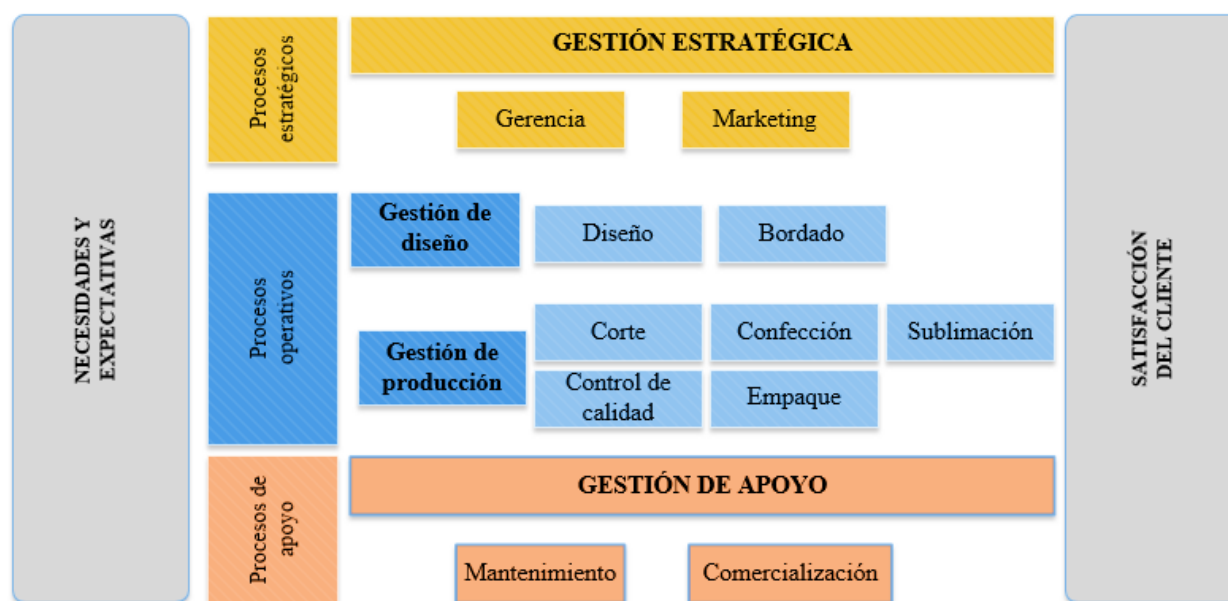 NECESIDADES Y
EXPECTATIVAS
Procesos
estratégicos
GESTIÓN ESTRATÉGICA
Gerencia
Marketing
Procesos
operativos
Gestión de
diseño
Diseño
Bordado
Gestión de
producción
Corte
Confección
Sublimación
Control de
calidad
Empaque
Procesos de
apoyo
GESTIÓN DE APOYO
Mantenimiento
Comercialización
SATISFACCIÓN
DEL CLIENTE